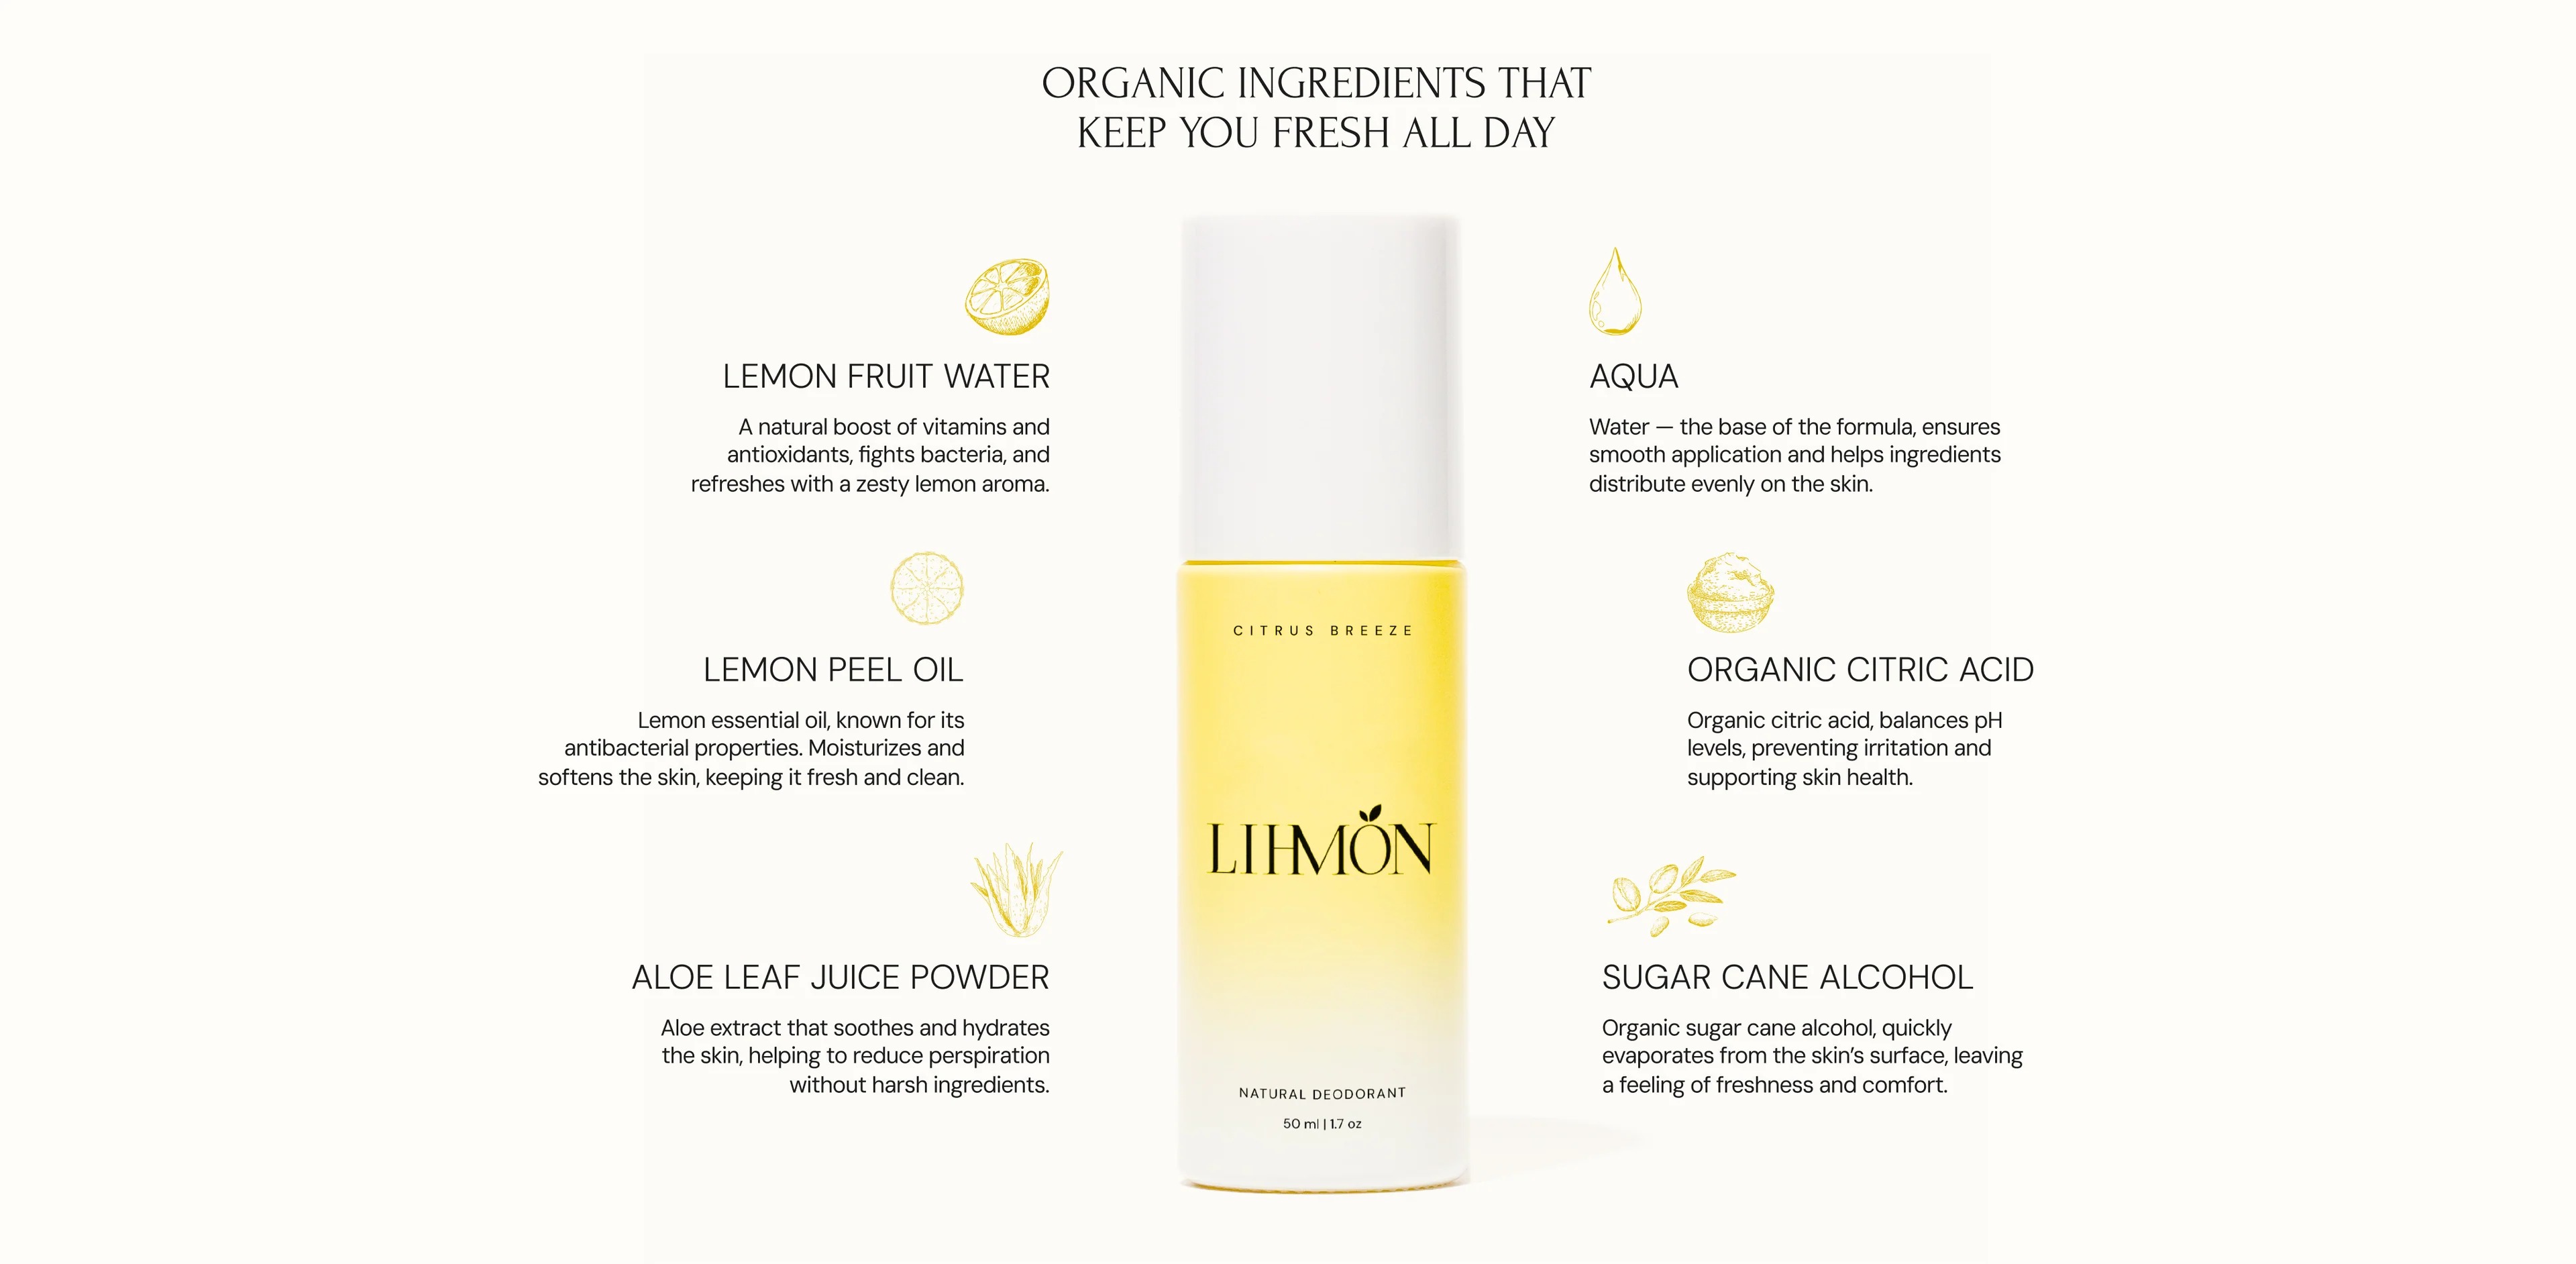 ORGANIC INGREDIENTS THAT
KEEP YOU FRESH ALL DAY
LEMON FRUIT WATER
A natural boost of vitamins and
antioxidants, fights bacteria, and
refreshes with a zesty lemon aroma.
LEMON PEEL OIL
Lemon essential oil, known for its
antibacterial properties. Moisturizes and
softens the skin, keeping it fresh and clean.
ALOE LEAF JUICE POWDER
Aloe extract that soothes and hydrates
the skin, helping to reduce perspiration
without harsh ingredients.
CITRUS BREEZE
LIHMON
NATURAL DEODORANT
50 ml | 1.7 oz
AQUA
Water — the base of the formula, ensures
smooth application and helps ingredients
distribute evenly on the skin.
ORGANIC CITRIC ACID
Organic citric acid, balances pH
levels, preventing irritation and
supporting skin health.
SUGAR CANE ALCOHOL
Organic sugar cane alcohol, quickly
evaporates from the skin’s surface, leaving
a feeling of freshness and comfort.